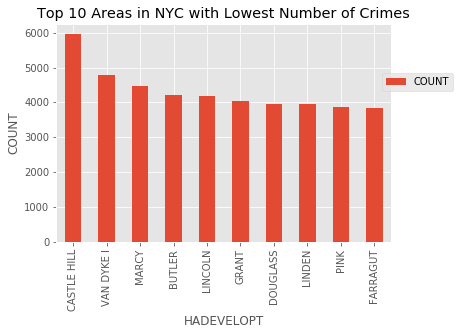 Top 10 Areas in NYC with Lowest Number of Crimes
6000
5000
4000
3000
2000
1000
0
COUNT
COUNT
CASTLE HILL
VAN DYKE I
MARCY
BUTLER
LINCOLN
GRANT
DOUGLASS
LINDEN
PINK
FARRAGUT
HADEVELOPT